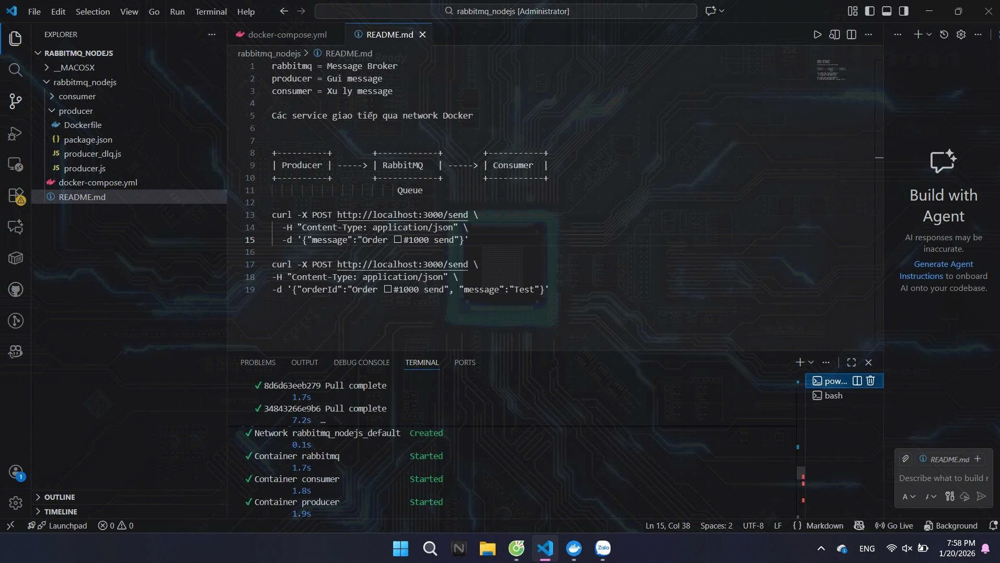 File Edit Selection View Go Run Terminal Help
rabbitmq_nodejs [Administrator]
EXPLORER
RABBITMQ_NODEJS
__MACOSX
rabbitmq_nodejs
consumer
producer
Dockerfile
package.json
producer_dlq.js
producer.js
docker-compose.yml
README.md
OUTLINE
TIMELINE
docker-compose.yml
README.md
rabbitmq_nodejs > README.md
1 rabbitmq = Message Broker
2 producer = Gui message
3 consumer = Xu ly message
4
5 Các service giao tiếp qua network Docker
6
7
8 +----------+ +------------+ +-----------+
9 | Producer | -----> | RabbitMQ | -----> | Consumer |
10 +----------+ +------------+ +-----------+
11 Queue
12
13 curl -X POST http://localhost:3000/send \
14 -H "Content-Type: application/json" \
15 -d '{"message":"Order #1000 send"}'
16
17 curl -X POST http://localhost:3000/send \
18 -H "Content-Type: application/json" \
19 -d '{"orderId":"Order #1000 send", "message":"Test"}'
PROBLEMS OUTPUT DEBUG CONSOLE TERMINAL PORTS
✓ 8d6d63eeb279 Pull complete
1.7s
✓ 34843266e9b6 Pull complete
7.2s …
✓ Network rabbitmq_nodejs_default Created
0.1s
✓ Container rabbitmq Started
1.7s
✓ Container consumer Started
1.8s
✓ Container producer Started
1.9s
pow...
bash
Build with
Agent
AI responses may be
inaccurate.
Generate Agent
Instructions to onboard
AI onto your codebase.
README.md
Describe what to build
1
Launchpad 0 0
Ln 15, Col 38 Spaces: 2 UTF-8 LF {} Markdown Go Live Background
Zalo
ENG
7:58 PM
1/20/2026